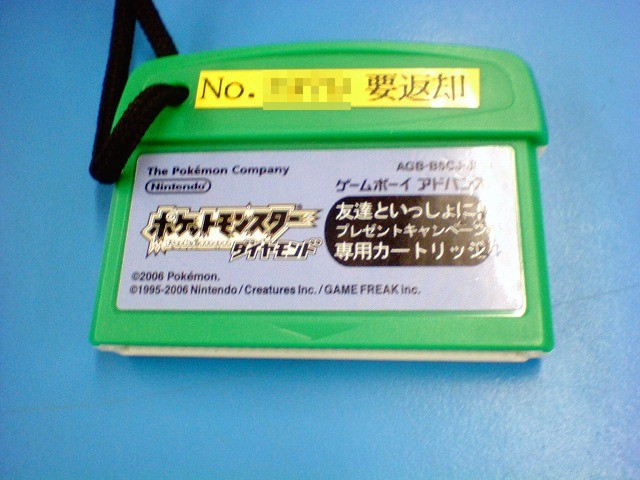 No. 要返却
The Pokémon Company
Nintendo
AGB-B5CJ-J
ゲームボーイ アドバンス
ポケットモンスター
ダイヤモンド
友達といっしょに!!
プレゼントキャンペーン
専用カートリッジ
©2006 Pokémon.
©1995-2006 Nintendo/Creatures inc./GAME FREAK inc.